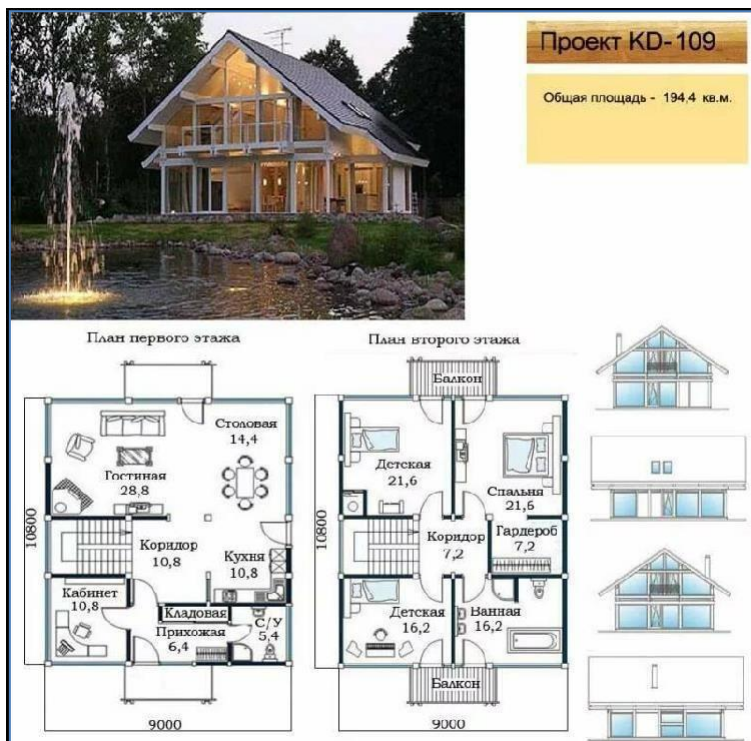 Проект KD-109
Общая площадь - 194,4 кв.м.
План первого этажа
Столовая
14,4
Гостиная
28,8
Коридор
10,8
Кухня
10,8
Кабинет
10,8
Кладовая
Прихожая
6,4
С/У
5,4
10800
9000
План второго этажа
Балкон
Детская
21,6
Спальня
21,6
Коридор
7,2
Гардероб
7,2
Детская
16,2
Ванная
16,2
Балкон
10800
9000